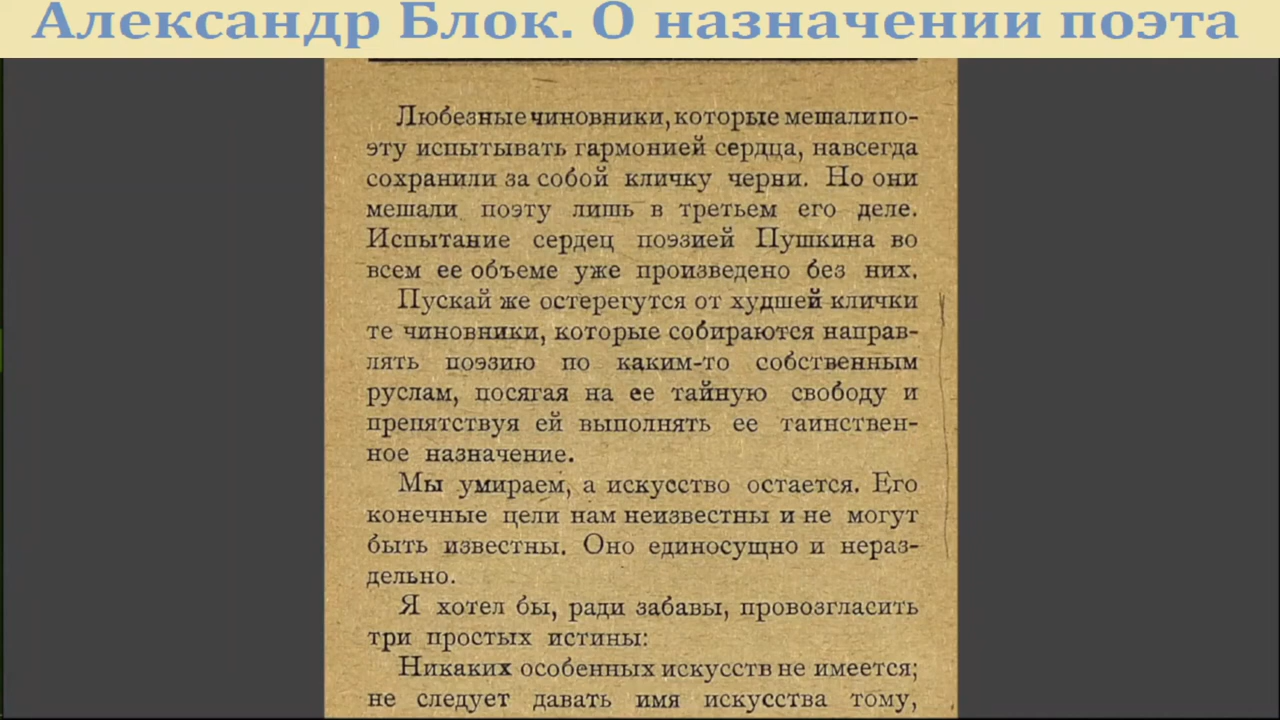 Александр Блок. О назначении поэта
Любезные чиновники, которые мешали по-
эту испытывать гармонией сердца, навсегда
сохранили за собой кличку черни. Но они
мешали поэту лишь в третьем его деле.
Испытание сердец поэзией Пушкина во
всем ее объеме уже произведено без них.
Пускай же остерегутся от худшей клички
те чиновники, которые собираются направ-
лять поэзию по каким-то собственным
руслам, посягая на ее тайную свободу и
препятствуя ей выполнять ее таинствен-
ное назначение.
Мы умираем, а искусство остается. Его
конечные цели нам неизвестны и не могут
быть известны. Оно единосущно и нераз-
дельно.
Я хотел бы, ради забавы, провозгласить
три простых истины:
Никаких особенных искусств не имеется;
не следует давать имя искусства тому,